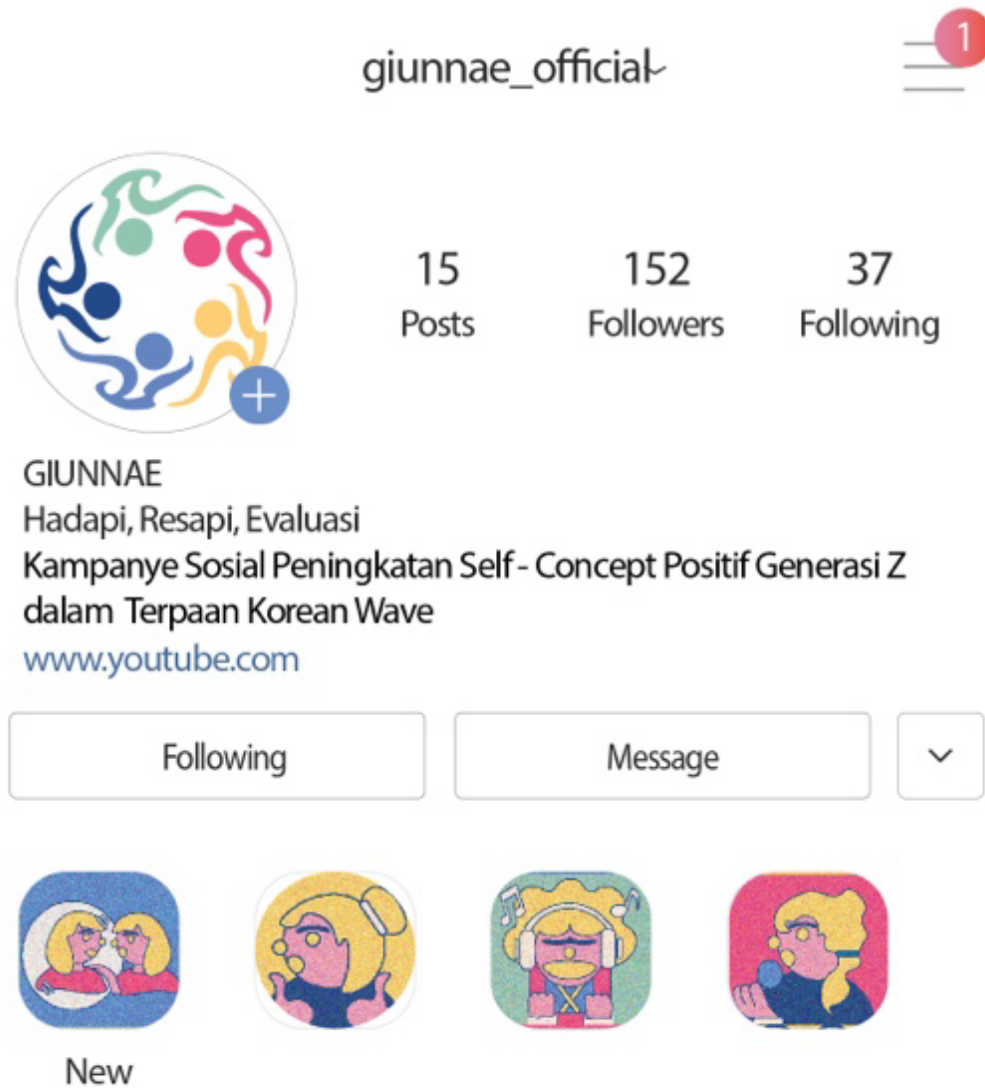 giunnae_official
1
15
Posts
152
Followers
37
Following
GIUNNAE
Hadapi, Resapi, Evaluasi
Kampanye Sosial Peningkatan Self - Concept Positif Generasi Z
dalam Terpaan Korean Wave
www.youtube.com
Following
Message
New